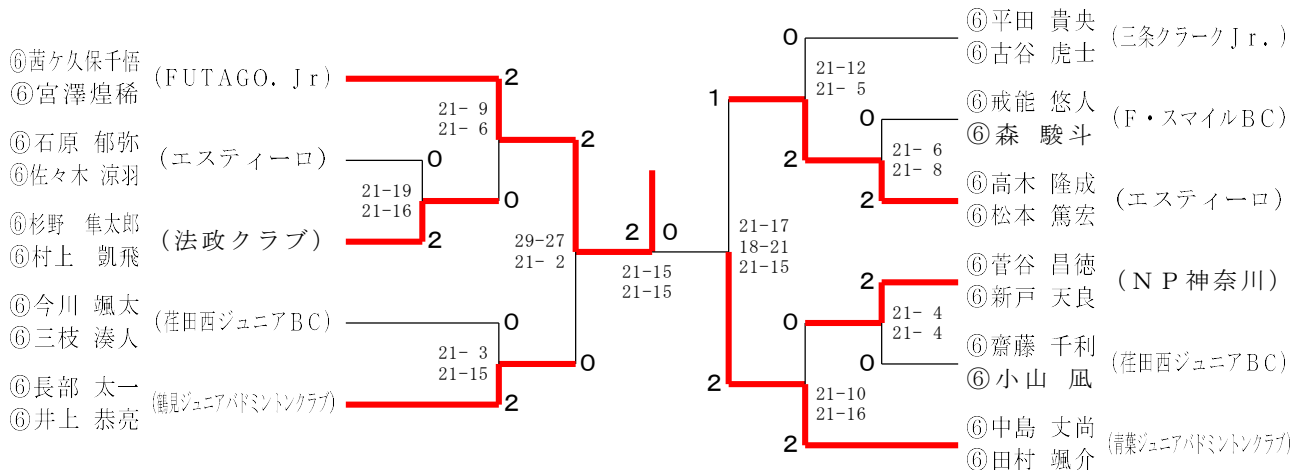 ⑥茜ケ久保千悟
⑥宮澤煌稀
(FUTAGO. Jr)
2
21- 9
21- 6
2
⑥石原 郁弥
⑥佐々木 涼羽
(エスティーロ)
0
21-19
21-16
0
⑥杉野 隼太郎
⑥村上 凱飛
(法政クラブ)
2
29-27
21- 2
⑥今川 颯太
⑥三枝 湊人
(荏田西ジュニアBC)
0
21- 3
21-15
0
⑥長部 太一
⑥井上 恭亮
(鶴見ジュニアバドミントンクラブ)
2
2 0
21-15
21-15
0
⑥平田 貴央
⑥古谷 虎士
(三条クラークJr.)
21-12
21- 5
1
0
⑥戒能 悠人
⑥森 駿斗
(F・スマイルBC)
21- 6
21- 8
2
2
⑥高木 隆成
⑥松本 篤宏
(エスティーロ)
21-17
18-21
21-15
2
⑥菅谷 昌徳
⑥新戸 天良
(NP神奈川)
0
21- 4
21- 4
0
⑥齋藤 千利
⑥小山 凪
(荏田西ジュニアBC)
2
21-10
21-16
2
⑥中島 丈尚
⑥田村 颯介
(青葉ジュニアバドミントンクラブ)